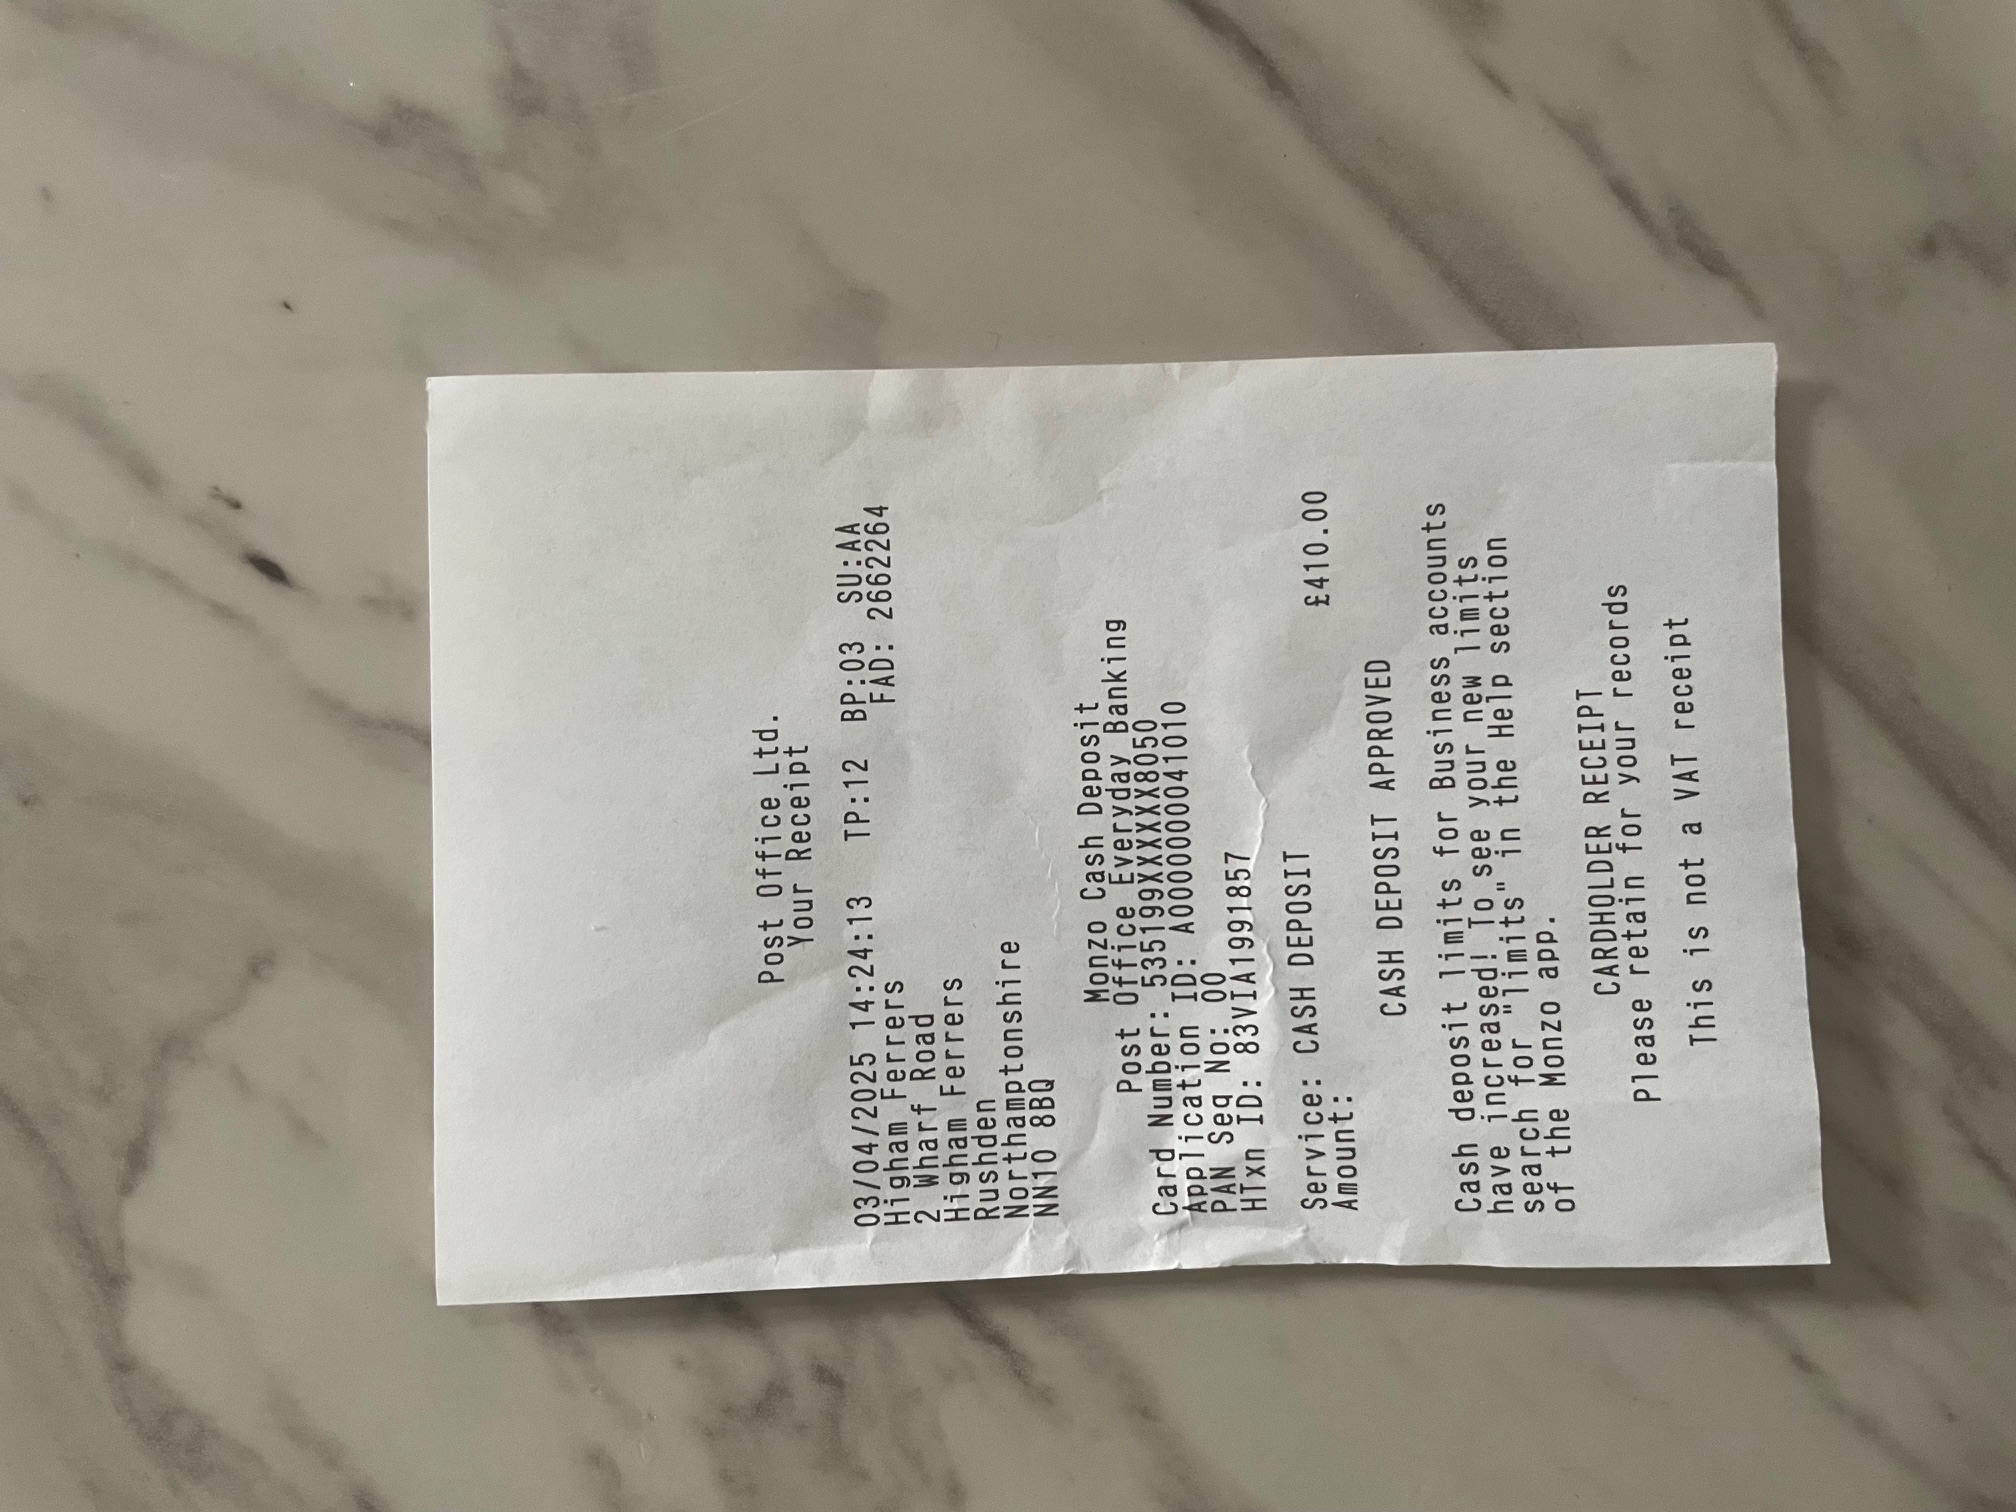 Post Office Ltd.
Your Receipt
03/04/2025 14:24:13 TP:12 BP:03 SU:AA
Higham Ferrers FAD: 2662264
2 Wharf Road
Higham Ferrers
Rushden
Northamptonshire
NN10 8BQ
Monzo Cash Deposit
Post Office Everyday Banking
Card Number: 535199XXXXXX8050
Application ID: A0000000041010
PAN Seq No: 00
HTxn ID: 83VIA1991857
Service: CASH DEPOSIT
Amount: £410.00
CASH DEPOSIT APPROVED
Cash deposit limits for Business accounts
have increased! To see your new limits
search for "limits" in the Help section
of the Monzo app.
CARDHOLDER RECEIPT
Please retain for your records
This is not a VAT receipt